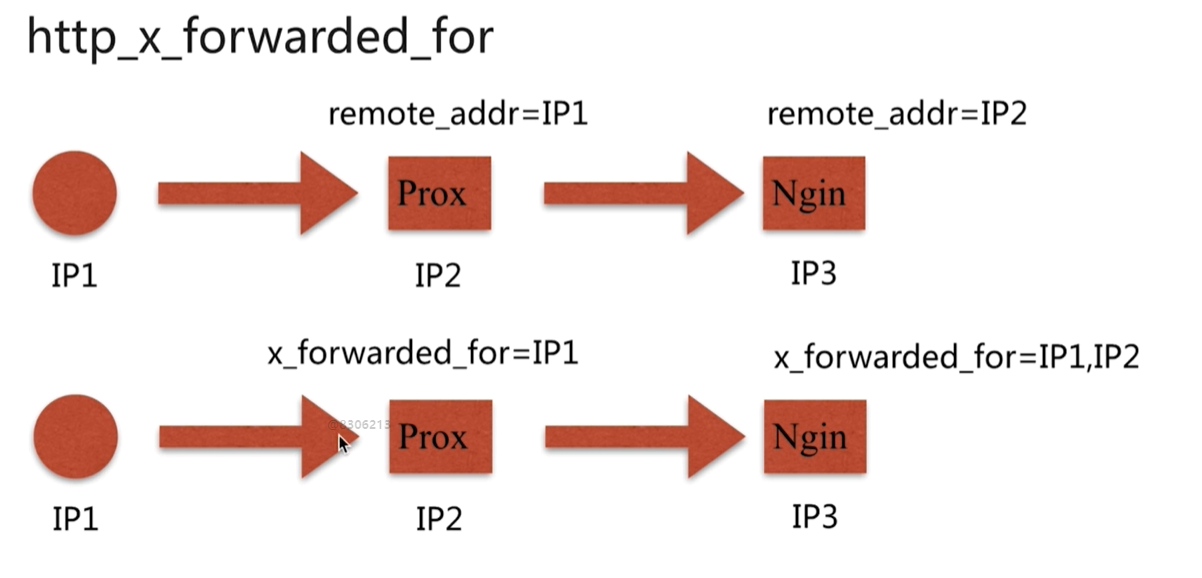 http_x_forwarded_for
remote_addr=IP1
remote_addr=IP2
Prox
Ngin
IP1
IP2
IP3
x_forwarded_for=IP1
x_forwarded_for=IP1,IP2
Prox
Ngin
IP1
IP2
IP3